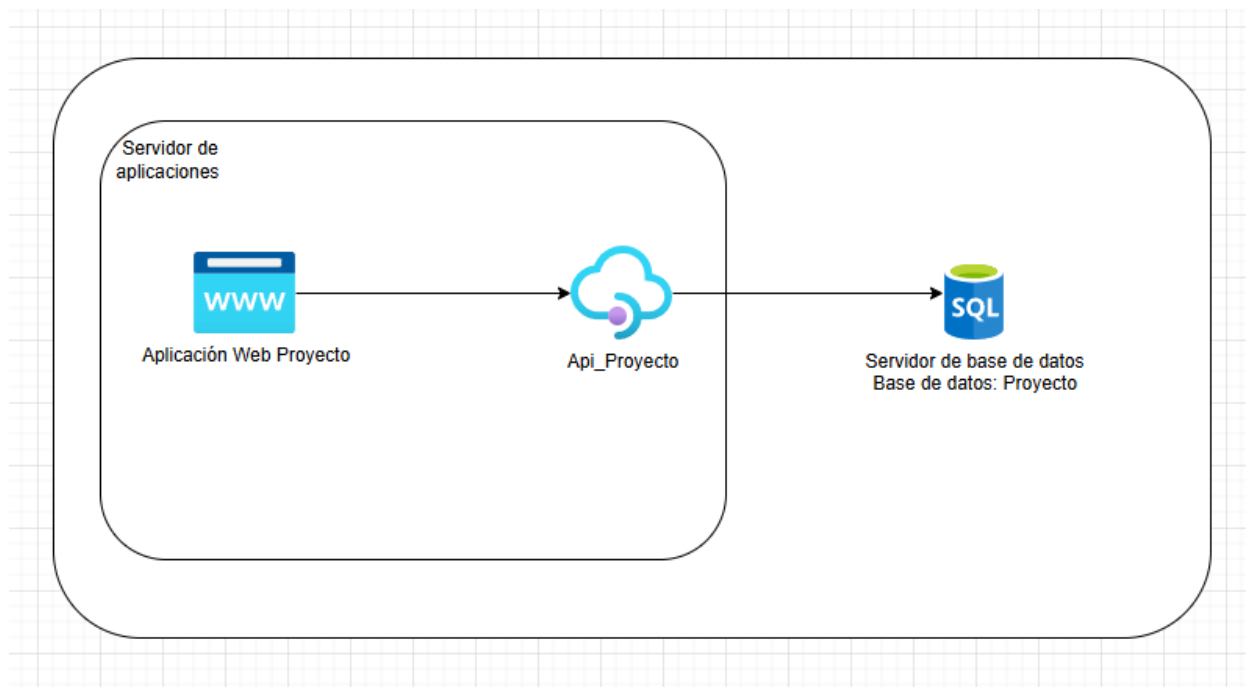 Servidor de
aplicaciones
WWW
Aplicación Web Proyecto
Api_Proyecto
SQL
Servidor de base de datos
Base de datos: Proyecto